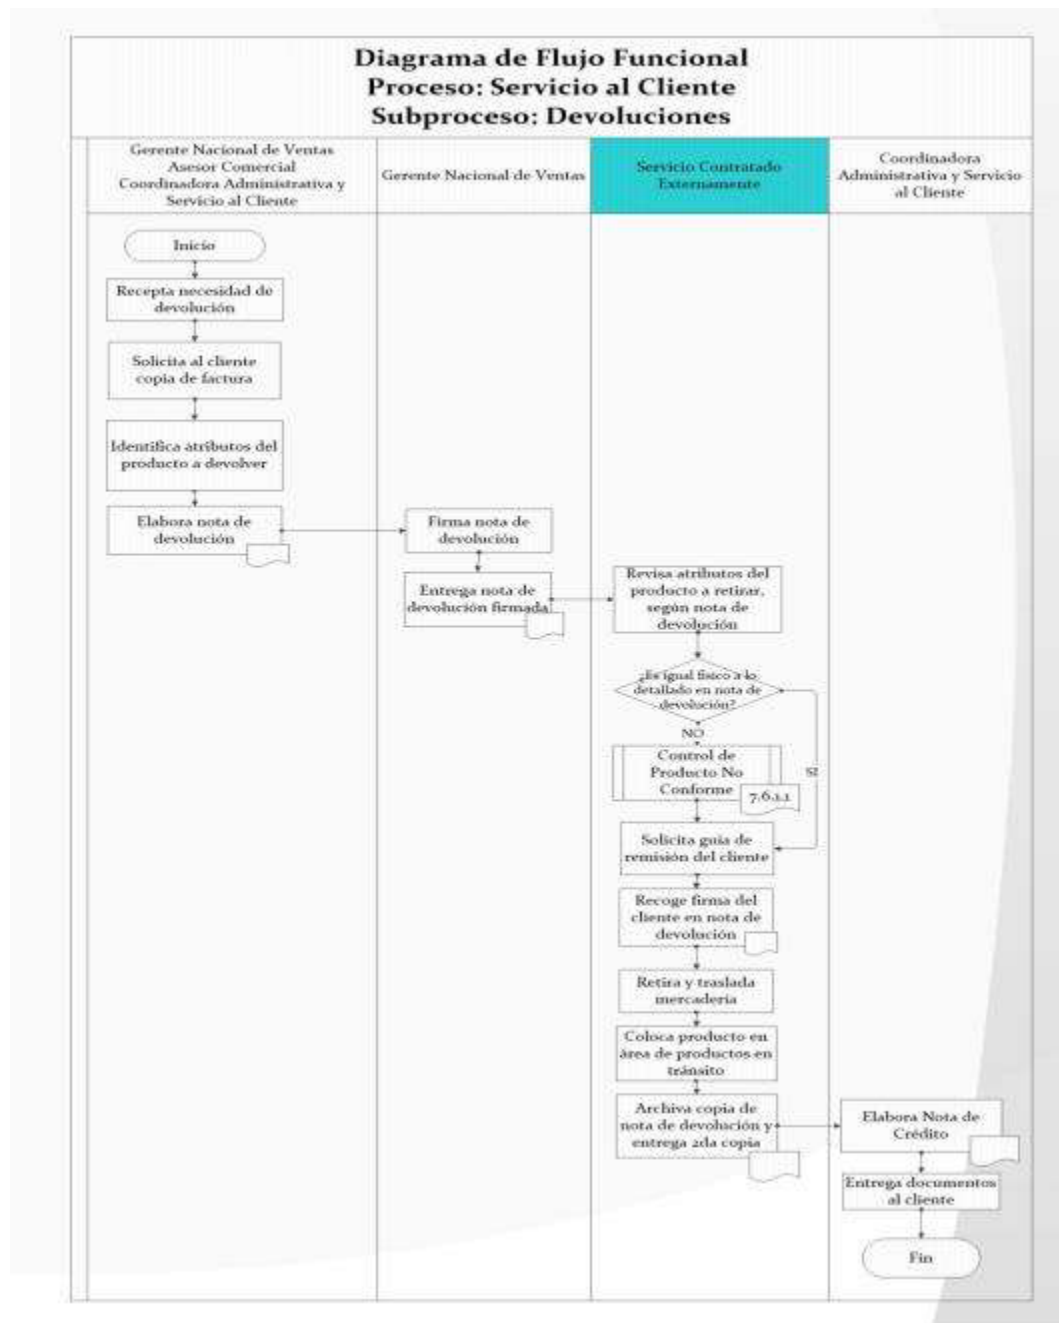 Diagrama de Flujo Funcional
Proceso: Servicio al Cliente
Subproceso: Devoluciones
Gerente Nacional de Ventas
Asesor Comercial
Coordinadora Administrativa y
Servicio al Cliente
Gerente Nacional de Ventas
Servicio Contratado
Externamente
Coordinadora
Administrativa y Servicio
al Cliente
Inicio
Recepta necesidad de
devolución
Solicita al cliente
copia de factura
Identifica atributos del
producto a devolver
Elabora nota de
devolución
Firma nota de
devolución
Entrega nota de
devolución firmada
Revisa atributos del
producto a retirar,
según nota de
devolución
¿Es igual físico a lo
detallado en nota de
devolución?
NO
SI
Control de
Producto No
Conforme
7.6.1.1
Solicita guía de
remisión del cliente
Recoge firma del
cliente en nota de
devolución
Retira y traslada
mercadería
Coloca producto en
área de productos en
tránsito
Archiva copia de
nota de devolución y
entrega 2da copia
Elabora Nota de
Crédito
Entrega documentos
al cliente
Fin